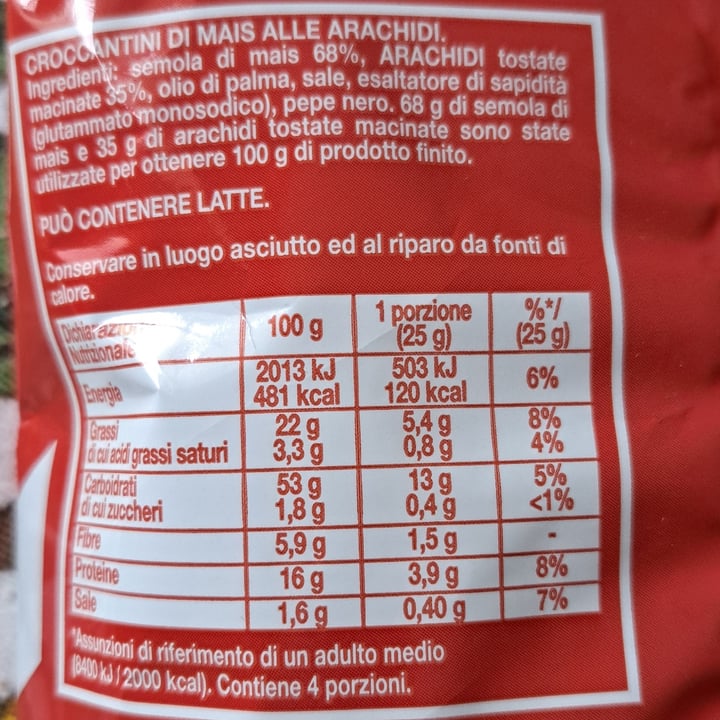 CROCCANTINI DI MAIS ALLE ARACHIDI.
Ingredienti: semola di mais 68%, ARACHIDI tostate
macinate 35%, olio di palma, sale, esaltatore di sapidità
(glutammato monosodico), pepe nero. 68 g di semola di
mais e 35 g di arachidi tostate macinate sono state
utilizzate per ottenere 100 g di prodotto finito.
PUÒ CONTENERE LATTE.
Conservare in luogo asciutto ed al riparo da fonti di
calore.
Dichiarazione Nutrizionale 100 g 1 porzione (25 g) %*/ (25 g)
Energia 2013 kJ 503 kJ 6%
481 kcal 120 kcal
Grassi 22 g 5,4 g 8%
di cui acidi grassi saturi 3,3 g 0,8 g 4%
Carboidrati 53 g 13 g 5%
di cui zuccheri 1,8 g 0,4 g <1%
Fibre 5,9 g 1,5 g -
Proteine 16 g 3,9 g 8%
Sale 1,6 g 0,40 g 7%
*Assunzioni di riferimento di un adulto medio
(8400 kJ / 2000 kcal). Contiene 4 porzioni.